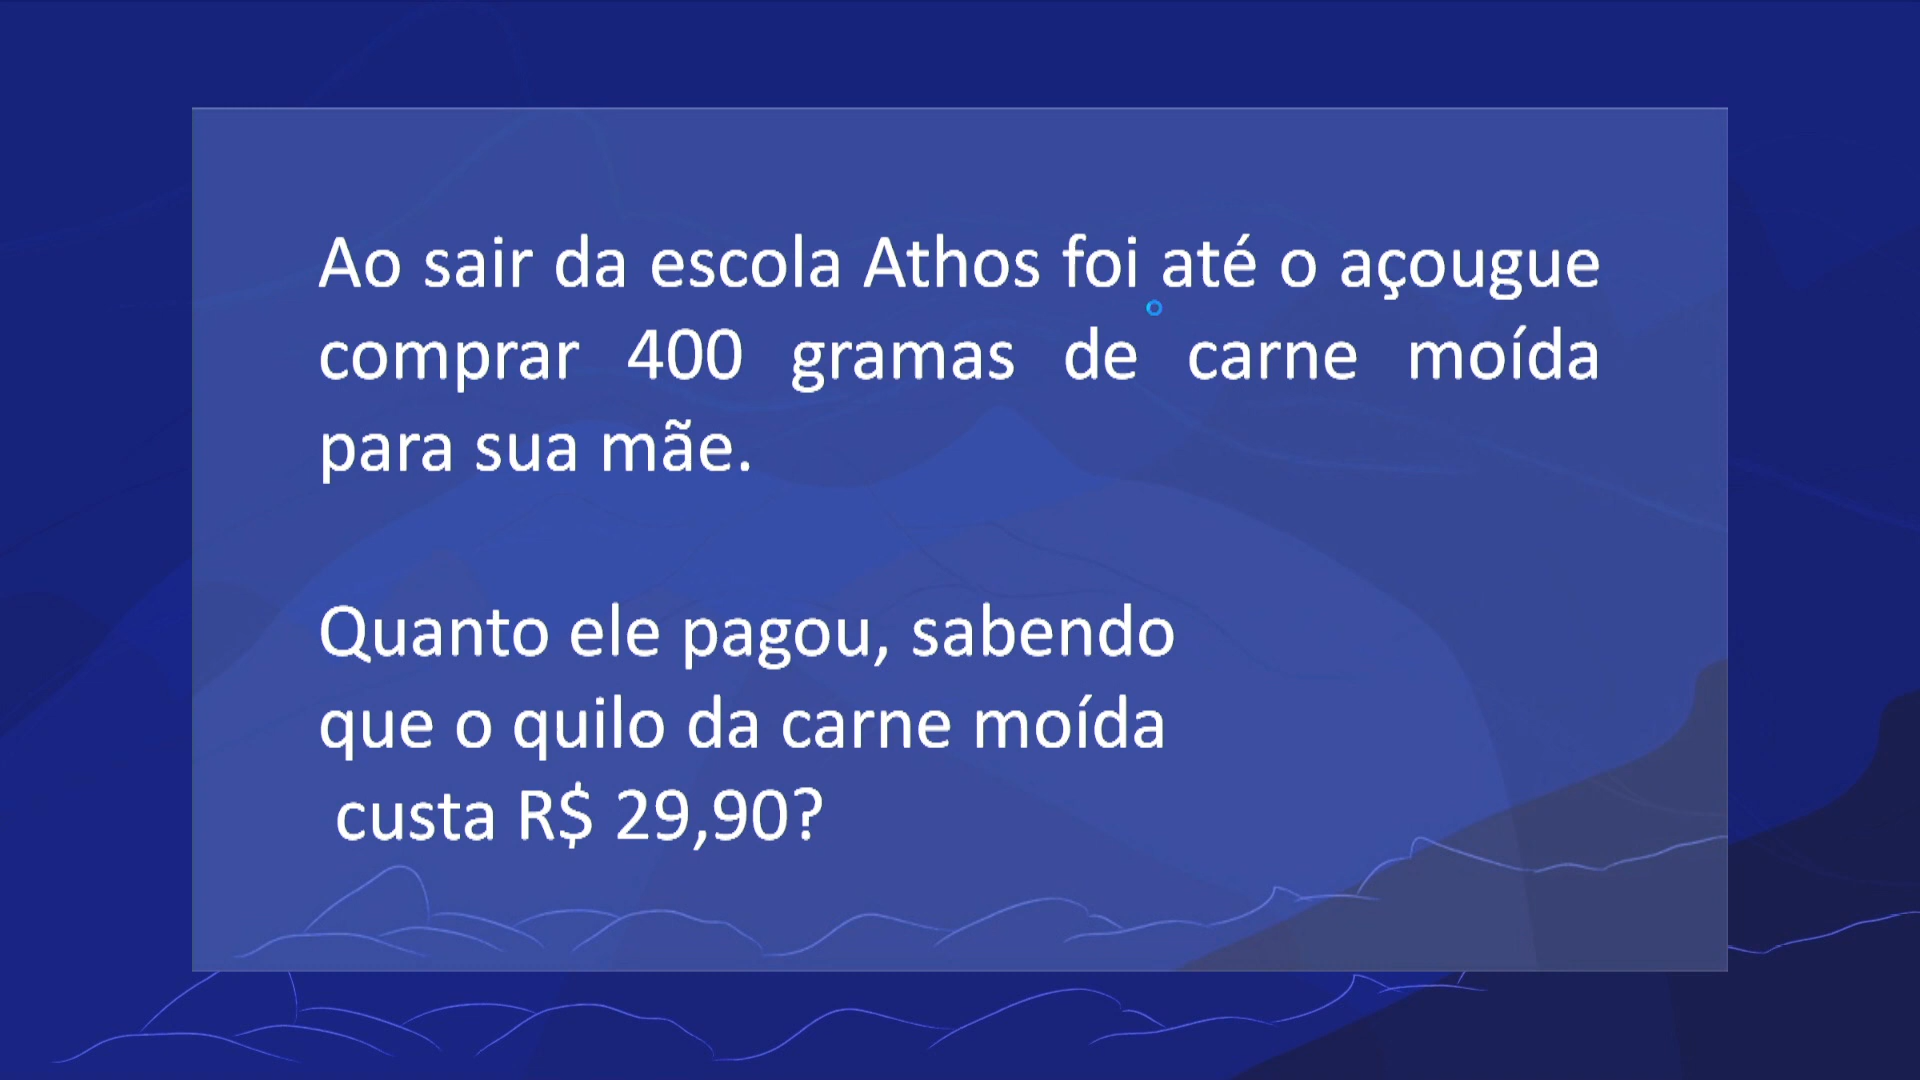 Ao sair da escola Athos foi até o açougue
comprar 400 gramas de carne moída
para sua mãe.
Quanto ele pagou, sabendo
que o quilo da carne moída
custa R$ 29,90?